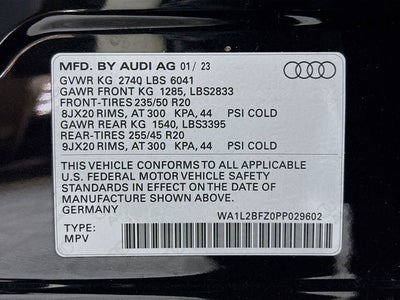 MFD. BY AUDI AG 01 / 23
GVWR KG 2740 LBS 6041
GAWR FRONT KG 1285, LBS2833
FRONT-TIRES 235/50 R20
8JX20 RIMS, AT 300 KPA, 44 PSI COLD
GAWR REAR KG 1540, LBS3395
REAR-TIRES 255/45 R20
9JX20 RIMS, AT 300 KPA, 44 PSI COLD
THIS VEHICLE CONFORMS TO ALL APPLICABLE
U.S. FEDERAL MOTOR VEHICLE SAFETY
STANDARDS IN EFFECT ON THE DATE OF
MANUFACTURE SHOWN ABOVE.
GERMANY
WA1L2BFZ0PP029602
TYPE:
MPV